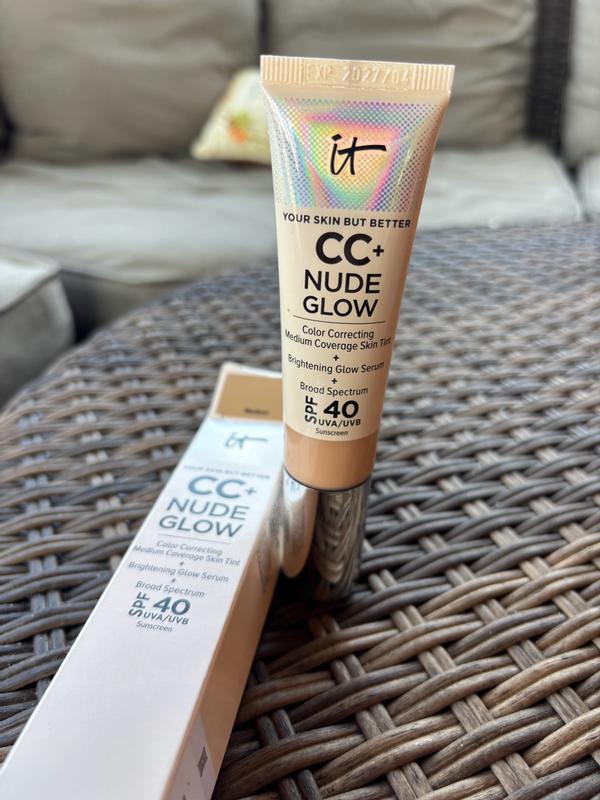 EXP 2027/04
it
YOUR SKIN BUT BETTER
CC+
NUDE
GLOW
Color Correcting
Medium Coverage Skin Tint
+
Brightening Glow Serum
+
Broad Spectrum
SPF 40
UVA/UVB
Sunscreen
Medium
it
YOUR SKIN BUT BETTER
CC+
NUDE
GLOW
Color Correcting
Medium Coverage Skin Tint
+
Brightening Glow Serum
+
Broad Spectrum
SPF 40
UVA/UVB
Sunscreen